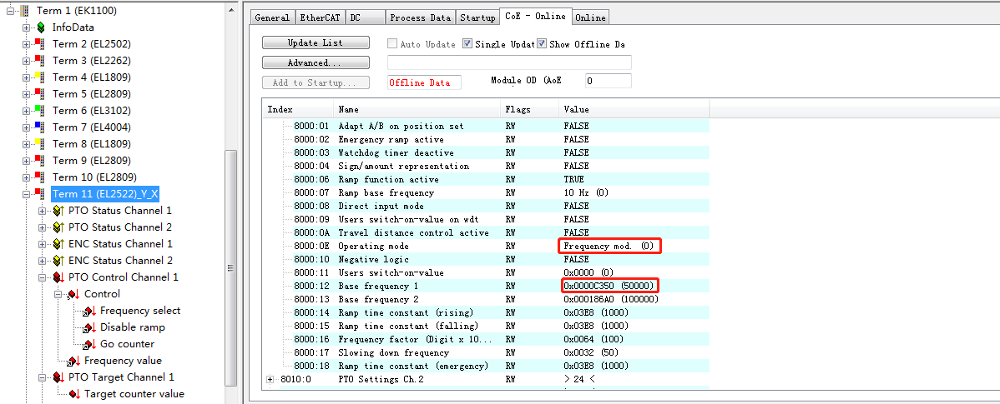 Term 1 (EK1100)
InfoData
Term 2 (EL2502)
Term 3 (EL2262)
Term 4 (EL1809)
Term 5 (EL2809)
Term 6 (EL3102)
Term 7 (EL4004)
Term 8 (EL1809)
Term 9 (EL2809)
Term 10 (EL2809)
Term 11 (EL2522)_Y_X
PTO Status Channel 1
PTO Status Channel 2
ENC Status Channel 1
ENC Status Channel 2
PTO Control Channel 1
Control
Frequency select
Disable ramp
Go counter
Frequency value
PTO Target Channel 1
Target counter value
General EtherCAT DC Process Data Startup CoE - Online Online
Update List Auto Update Single Updat Show Offline Da
Advanced...
Add to Startup... Offline Data Module OD (AoE 0
Index Name Flags Value
8000:01 Adapt A/B on position set RW FALSE
8000:02 Emergency ramp active RW FALSE
8000:03 Watchdog timer deactive RW FALSE
8000:04 Sign/amount representation RW FALSE
8000:06 Ramp function active RW TRUE
8000:07 Ramp base frequency RW 10 Hz (0)
8000:08 Direct input mode RW FALSE
8000:09 Users switch-on-value on wdt RW FALSE
8000:0A Travel distance control active RW FALSE
8000:0E Operating mode RW Frequency mod. (0)
8000:10 Negative logic RW FALSE
8000:11 Users switch-on-value RW 0x0000 (0)
8000:12 Base frequency 1 RW 0x0000C350 (50000)
8000:13 Base frequency 2 RW 0x000186A0 (100000)
8000:14 Ramp time constant (rising) RW 0x03E8 (1000)
8000:15 Ramp time constant (falling) RW 0x03E8 (1000)
8000:16 Frequency factor (Digit x 10... RW 0x0064 (100)
8000:17 Slowing down frequency RW 0x0032 (50)
8000:18 Ramp time constant (emergency) RW 0x03E8 (1000)
8010:0 PTO Settings Ch.2 RW > 24 <